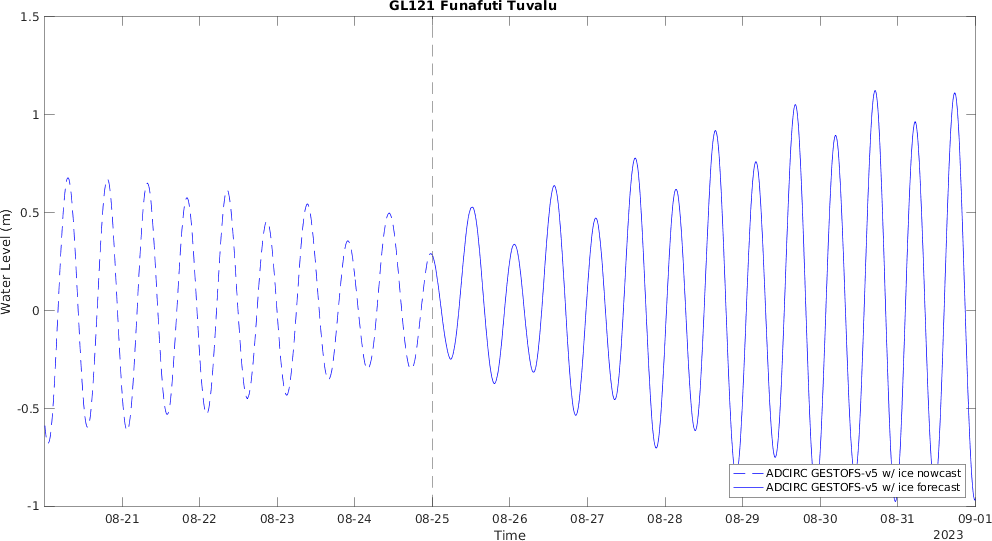 GL121 Funafuti Tuvalu
1.5
1
0.5
0
-0.5
-1
Water Level (m)
ADCIRC GESTOFS-v5 w/ ice nowcast
ADCIRC GESTOFS-v5 w/ ice forecast
08-21 08-22 08-23 08-24 08-25 08-26 08-27 08-28 08-29 08-30 08-31 09-01
Time
2023